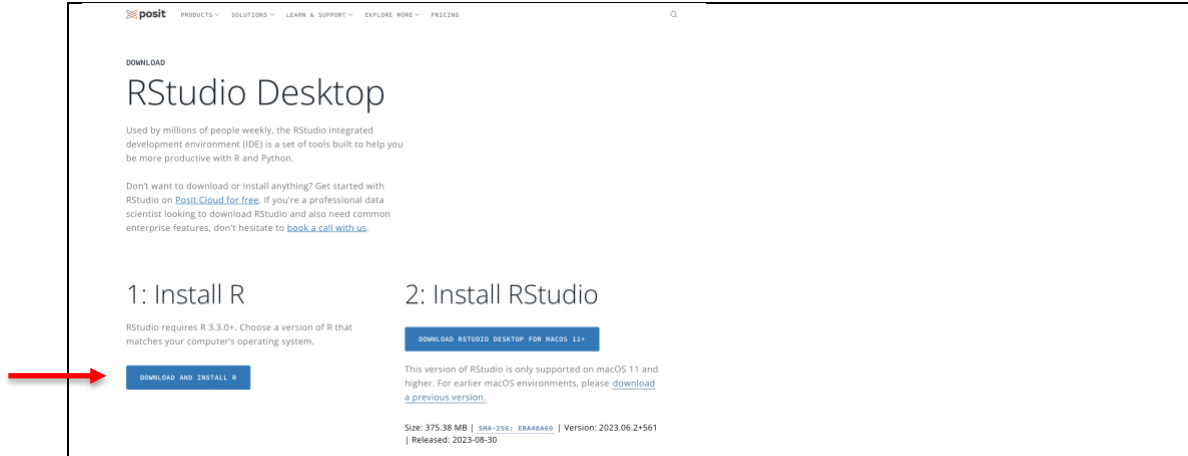 posit PRODUCTS SOLUTIONS LEARN & SUPPORT EXPLORE MORE PRICING
DOWNLOAD
RStudio Desktop
Used by millions of people weekly, the RStudio integrated
development environment (IDE) is a set of tools built to help you
be more productive with R and Python.
Don't want to download or install anything? Get started with
RStudio on Posit Cloud for free. If you're a professional data
scientist looking to download RStudio and also need common
enterprise features, don't hesitate to book a call with us.
1: Install R
RStudio requires R 3.3.0+. Choose a version of R that
matches your computer's operating system.
DOWNLOAD AND INSTALL R
2: Install RStudio
DOWNLOAD RSTUDIO DESKTOP FOR MACOS 11+
This version of RStudio is only supported on macOS 11 and
higher. For earlier macOS environments, please download
a previous version.
Size: 375.38 MB | SHA-256: EBA48A60 | Version: 2023.06.2+561
| Released: 2023-08-30